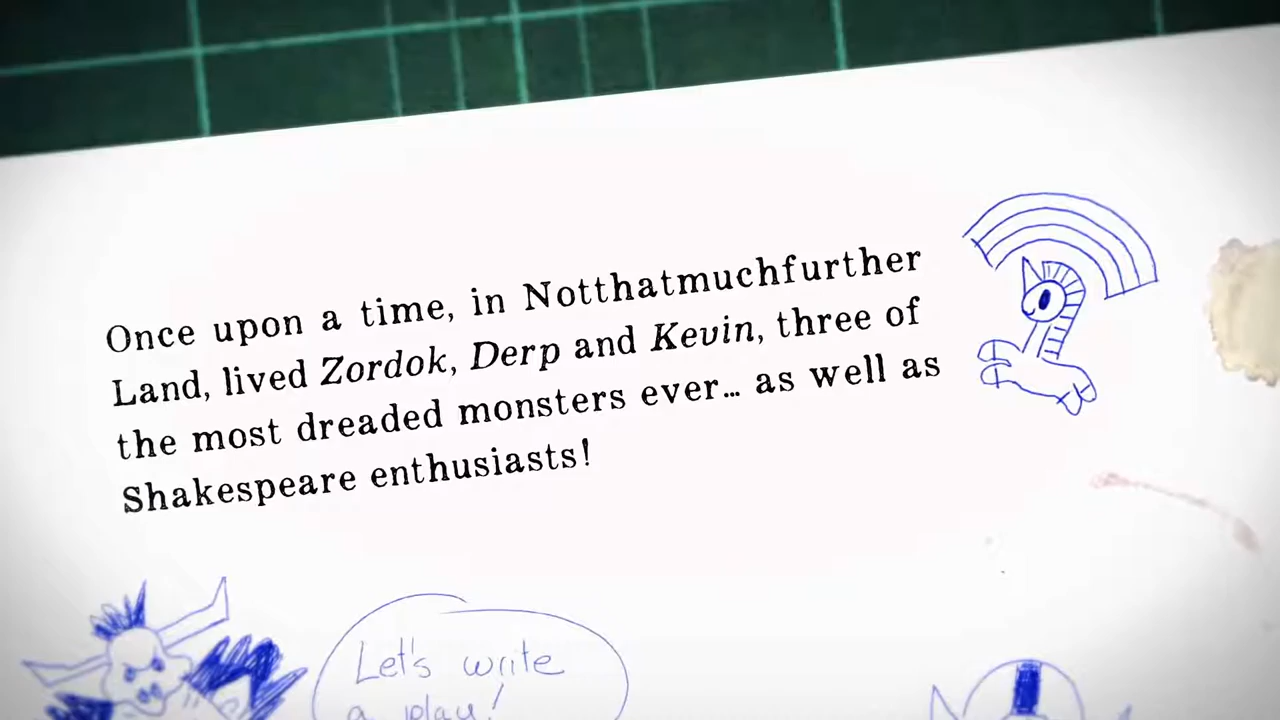 Once upon a time, in Notthatmuchfurther
Land, lived Zordok, Derp and Kevin, three of
the most dreaded monsters ever... as well as
Shakespeare enthusiasts!
Let's write
a play!